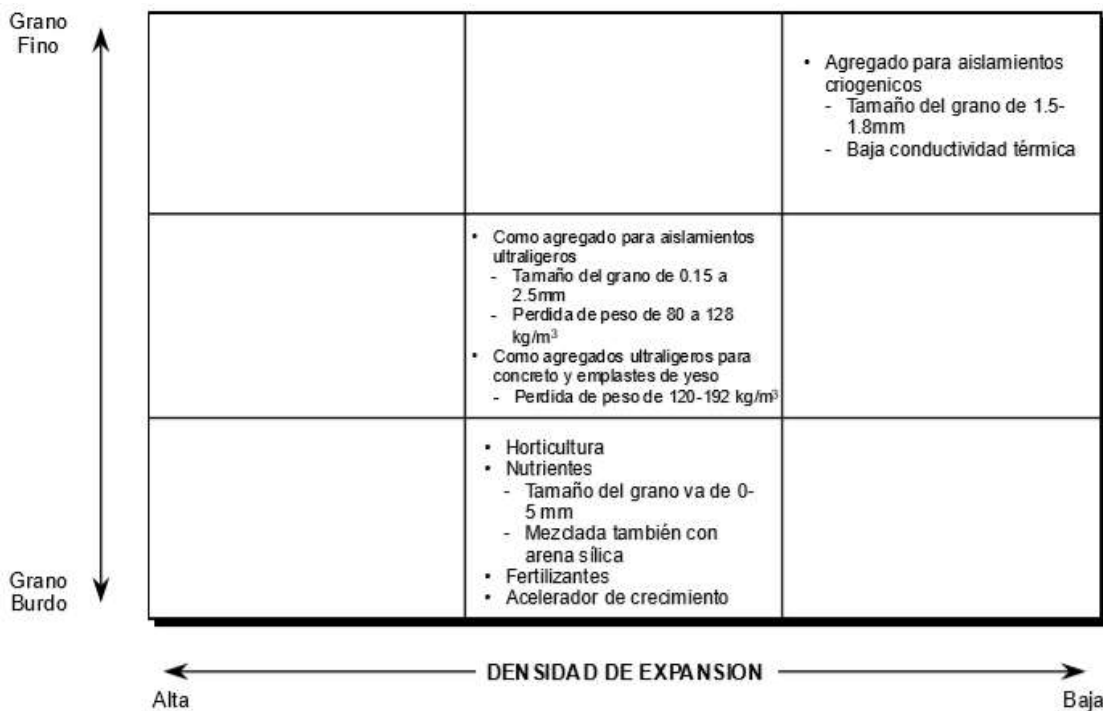 Grano
Fino
• Agregado para aislamientos
criogenicos
- Tamaño del grano de 1.5-
1.8mm
- Baja conductividad térmica
• Como agregado para aislamientos
ultraligeros
- Tamaño del grano de 0.15 a
2.5mm
- Perdida de peso de 80 a 128
kg/m³
• Como agregados ultraligeros para
concreto y emplastes de yeso
- Perdida de peso de 120-192 kg/m³
• Horticultura
• Nutrientes
- Tamaño del grano va de 0-
5 mm
- Mezclada también con
arena sílica
• Fertilizantes
• Acelerador de crecimiento
Grano
Burdo
DENSIDAD DE EXPANSION
Alta
Baja